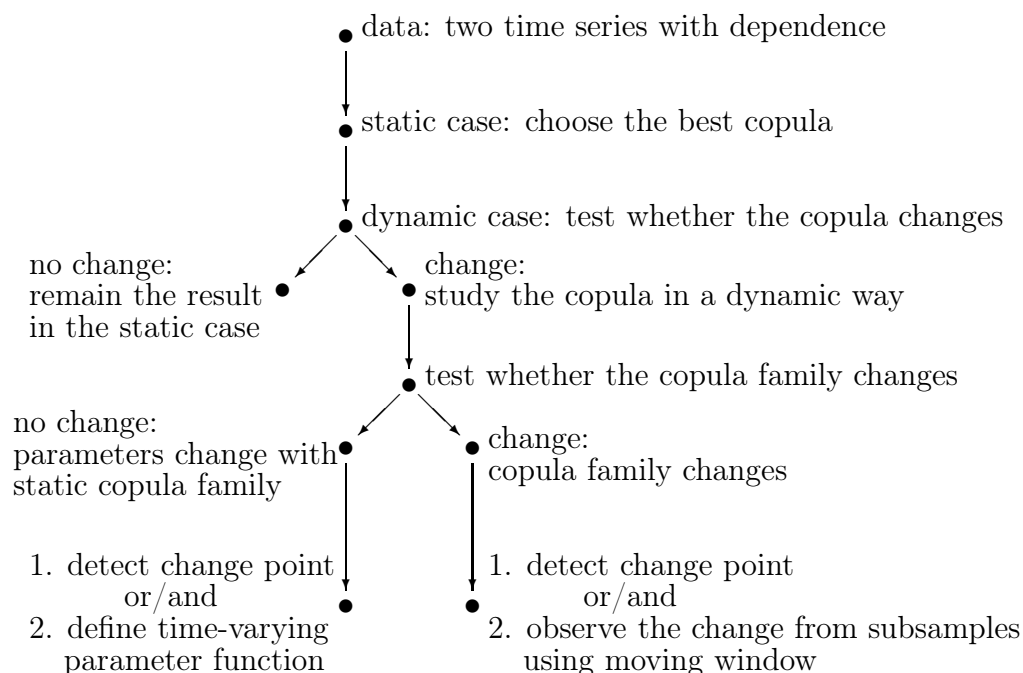 data: two time series with dependence
static case: choose the best copula
dynamic case: test whether the copula changes
no change:
remain the result
in the static case
change:
study the copula in a dynamic way
test whether the copula family changes
no change:
parameters change with
static copula family
change:
copula family changes
1. detect change point
or/and
2. define time-varying
parameter function
1. detect change point
or/and
2. observe the change from subsamples
using moving window